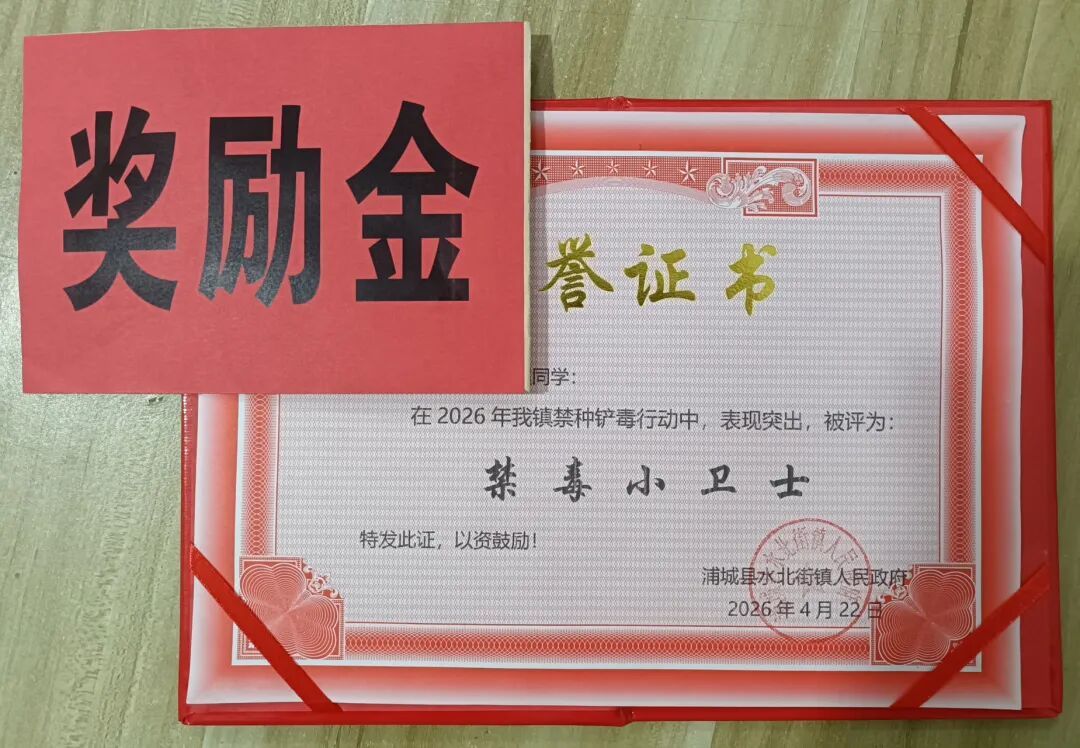 奖励金
誉证书
同学：
在2026年我镇禁种铲毒行动中，表现突出，被评为：
禁毒小卫士
特发此证，以资鼓励！
浦城县水北街镇人民政府
2026年4月22日